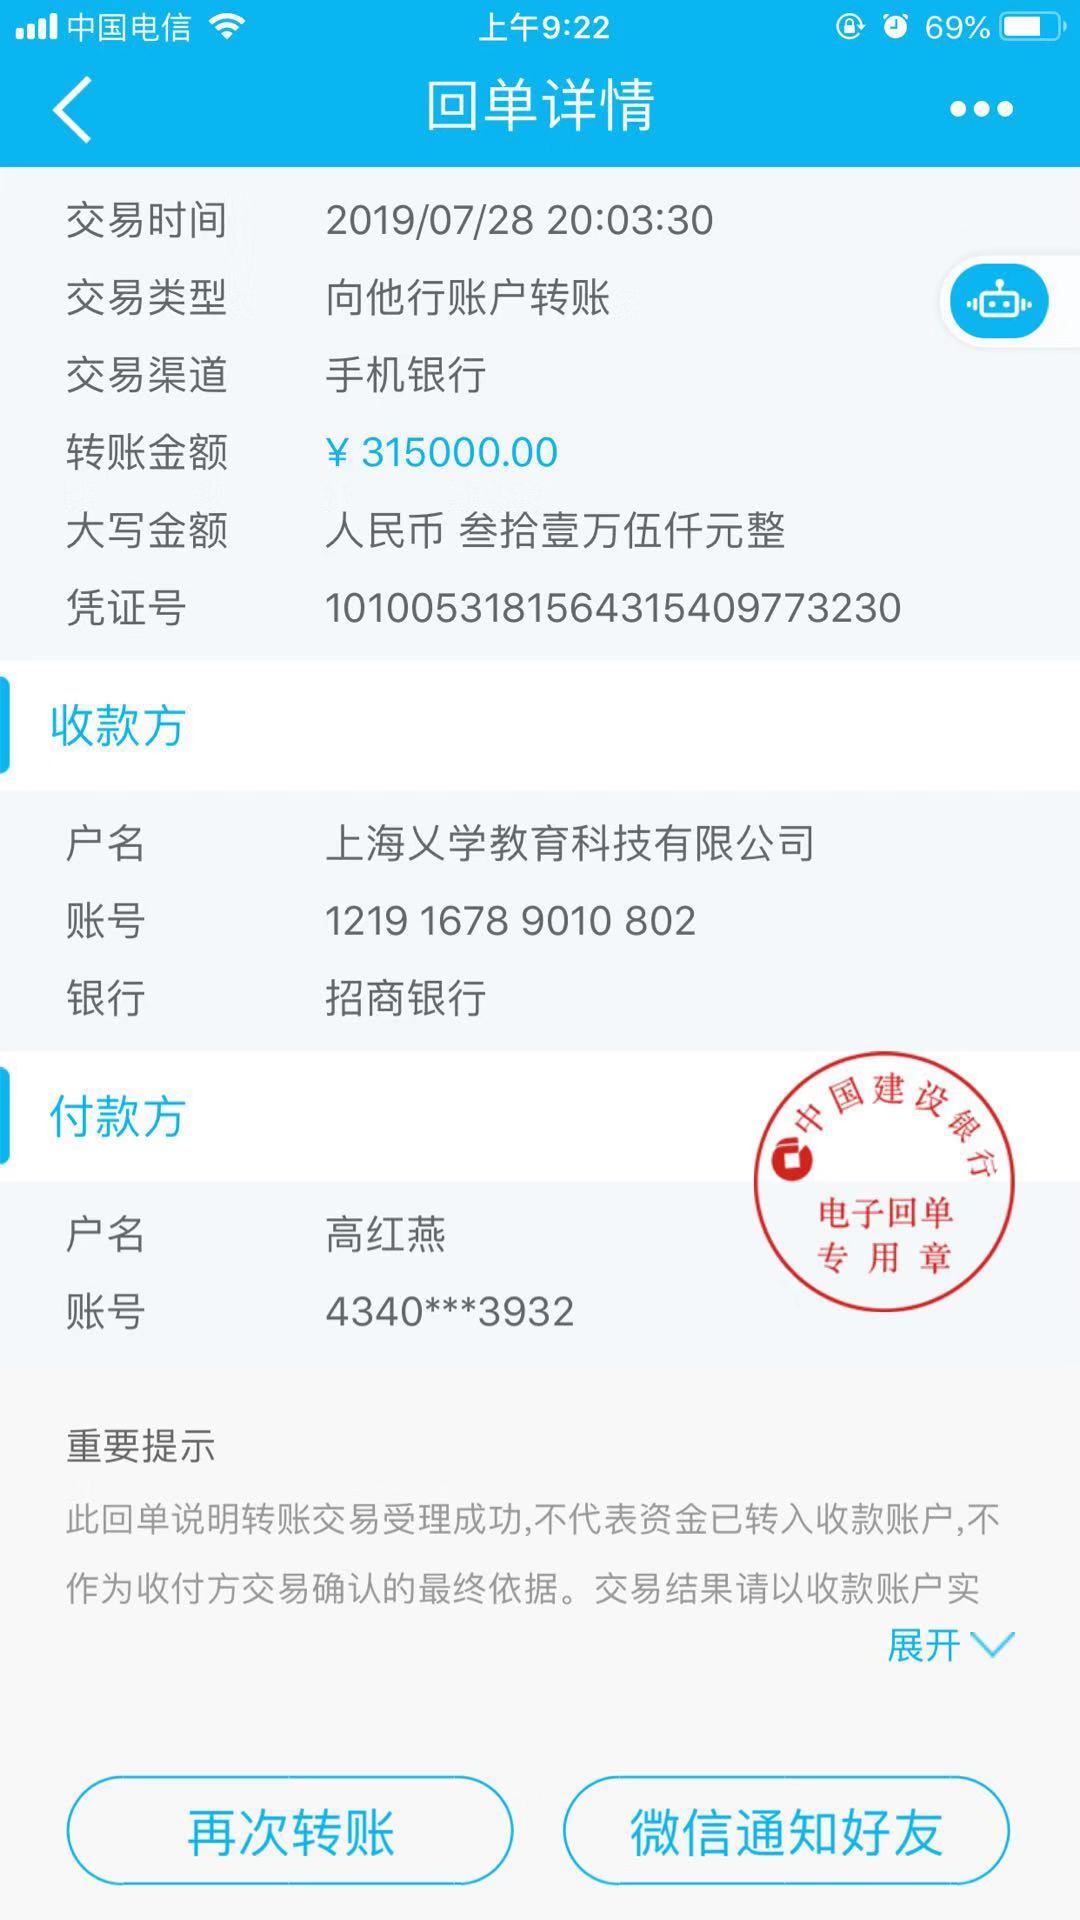 中国电信 上午9:22 69%
回单详情
交易时间 2019/07/28 20:03:30
交易类型 向他行账户转账
交易渠道 手机银行
转账金额 ¥ 315000.00
大写金额 人民币 叁拾壹万伍仟元整
凭证号 1010053181564315409773230
收款方
户名 上海乂学教育科技有限公司
账号 1219 1678 9010 802
银行 招商银行
付款方
中国建设银行
电子回单
专用章
户名 高红燕
账号 4340***3932
重要提示
此回单说明转账交易受理成功,不代表资金已转入收款账户,不
作为收付方交易确认的最终依据。交易结果请以收款账户实
展开
再次转账 微信通知好友